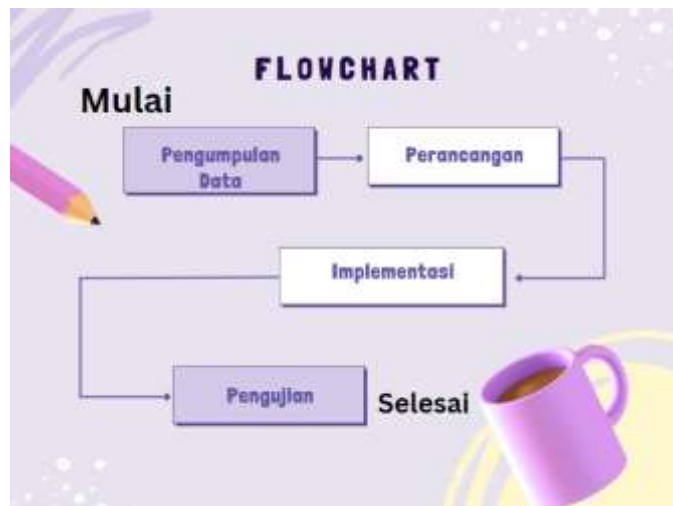 FLOWCHART
Mulai
Pengumpulan
Data
Perancangan
Implementasi
Pengujian
Selesai